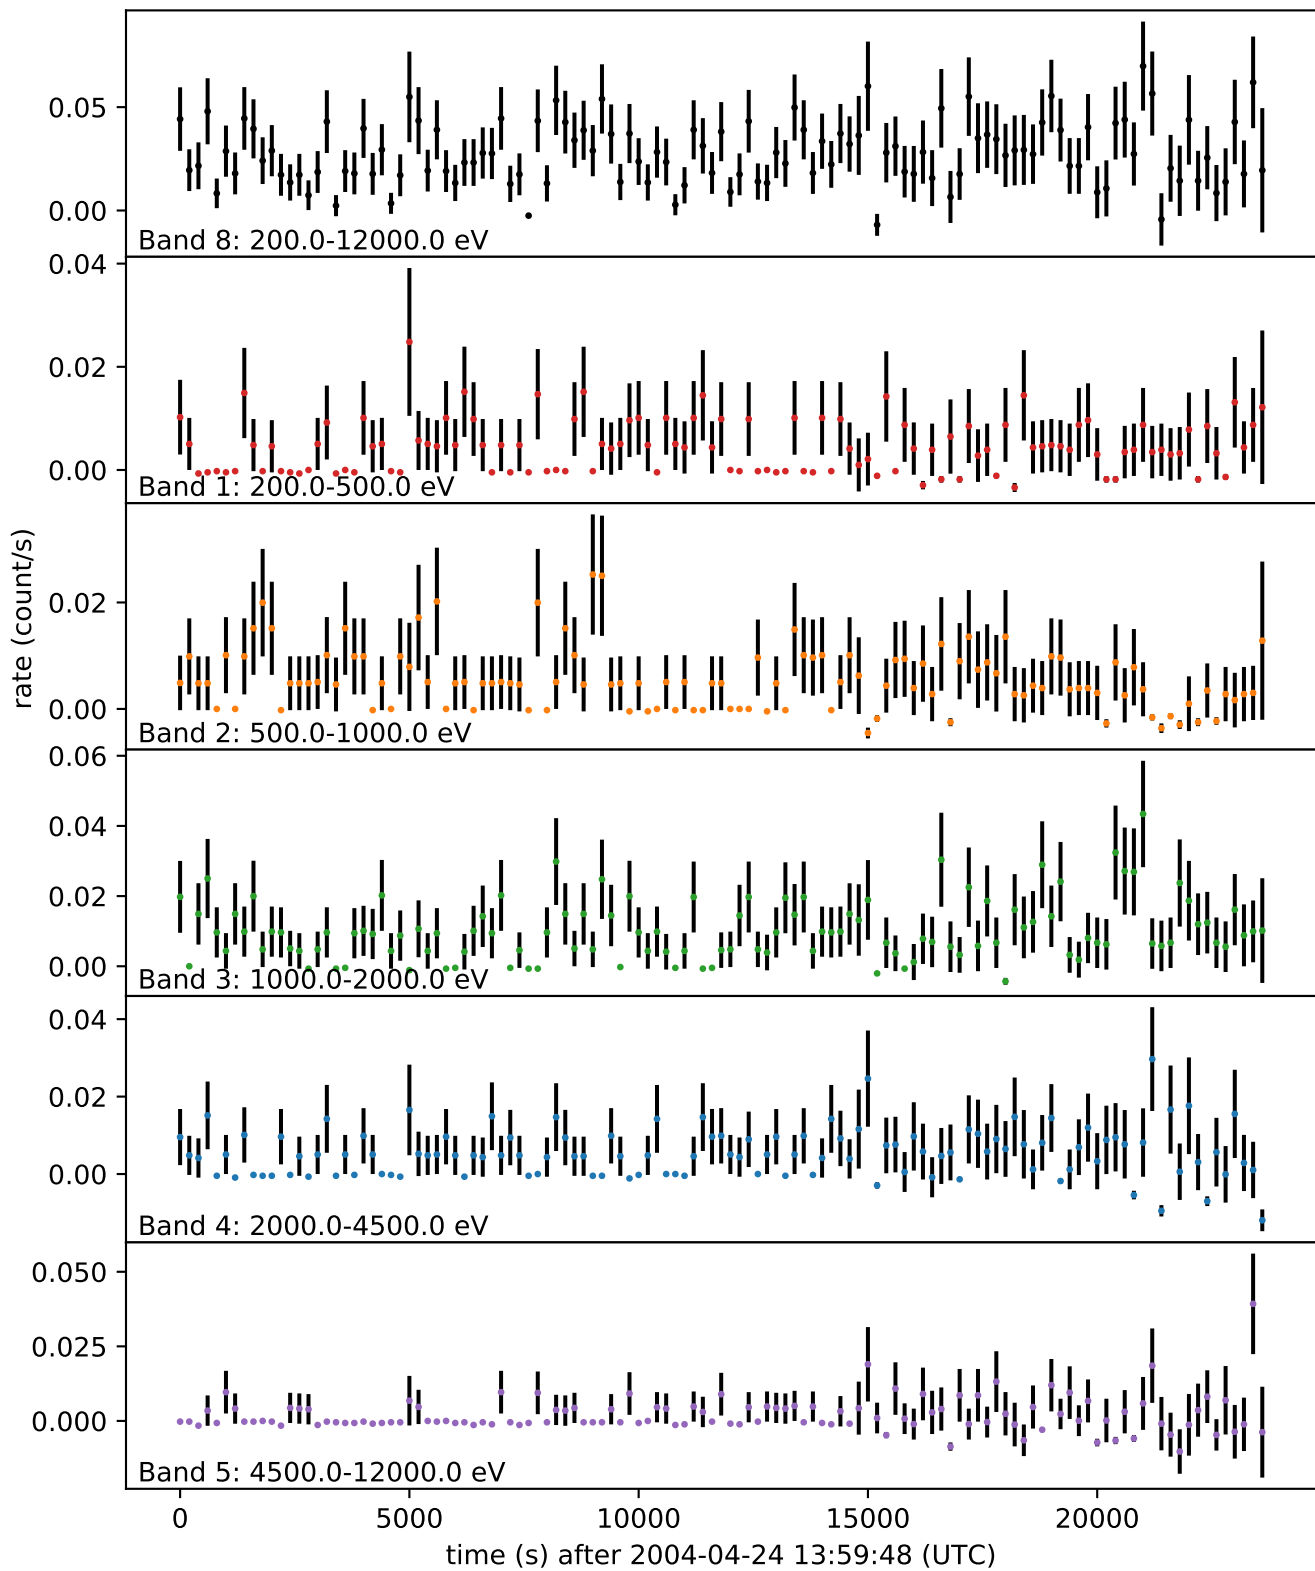 0.05
0.00
Band 8: 200.0-12000.0 eV
0.04
0.02
0.00
Band 1: 200.0-500.0 eV
rate (count/s)
0.02
0.00
Band 2: 500.0-1000.0 eV
0.06
0.04
0.02
0.00
Band 3: 1000.0-2000.0 eV
0.04
0.02
0.00
Band 4: 2000.0-4500.0 eV
0.050
0.025
0.000
Band 5: 4500.0-12000.0 eV
0 5000 10000 15000 20000
time (s) after 2004-04-24 13:59:48 (UTC)